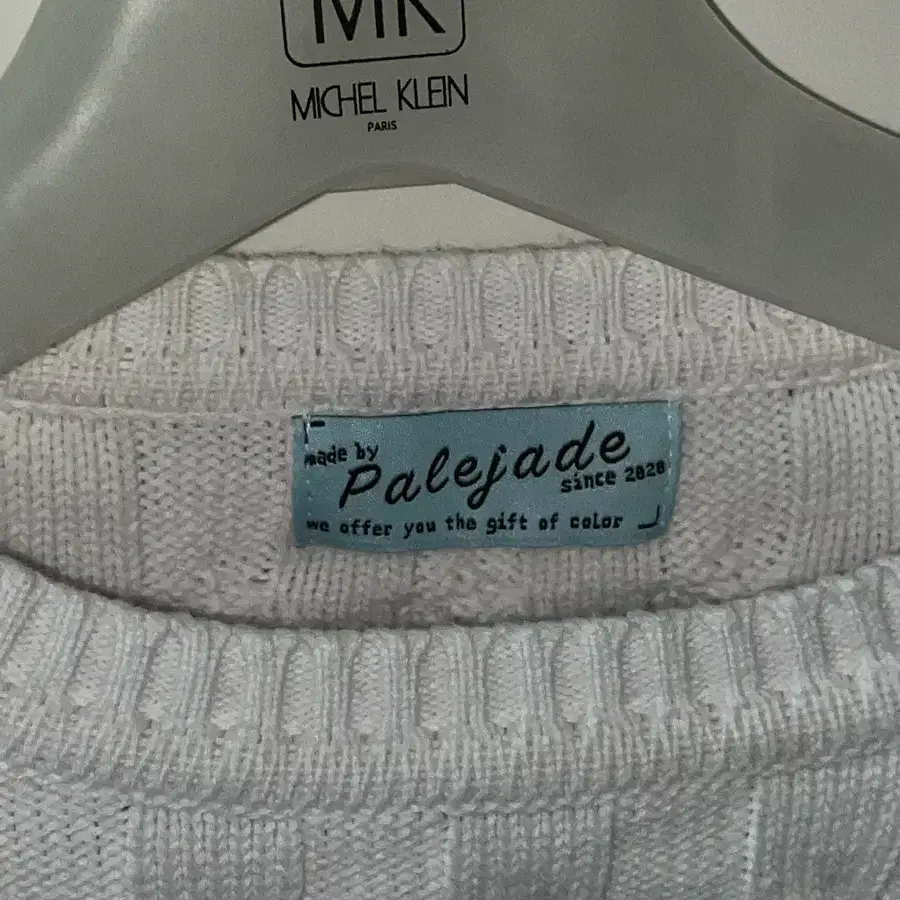 MK
MICHEL KLEIN
PARIS
made by
Palejade
since 2020
we offer you the gift of color